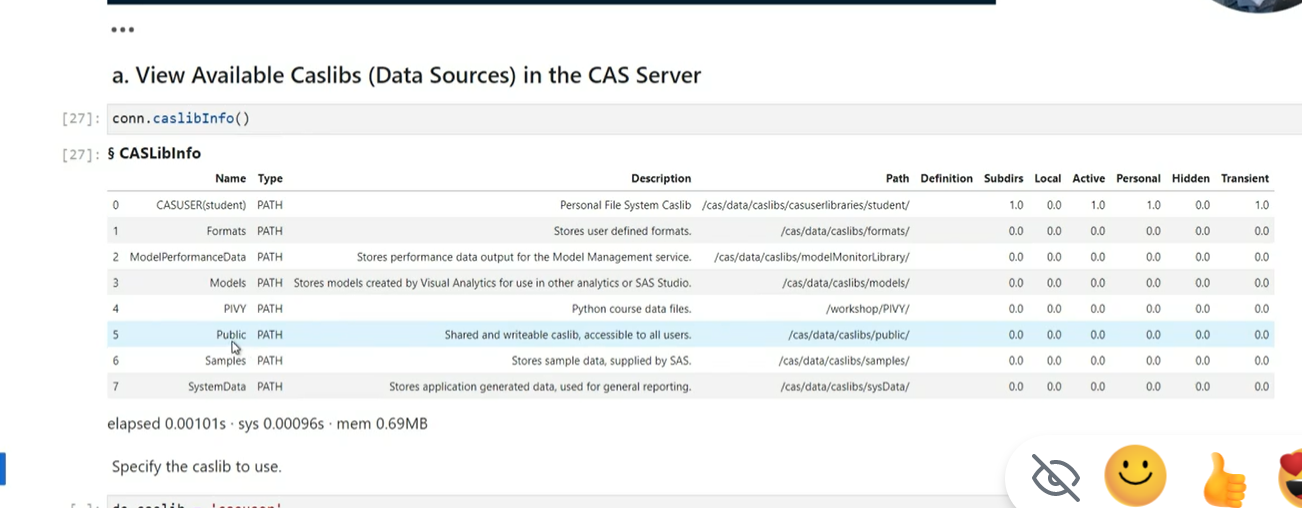 •••
a. View Available Caslibs (Data Sources) in the CAS Server
[27]: conn.caslibInfo()
[27]: § CASLibInfo
Name Type Description Path Definition Subdirs Local Active Personal Hidden Transient
0 CASUSER(student) PATH Personal File System Caslib /cas/data/caslibs/casuserlibraries/student/ 1.0 0.0 1.0 1.0 0.0 1.0
1 Formats PATH Stores user defined formats. /cas/data/caslibs/formats/ 0.0 0.0 0.0 0.0 0.0 0.0
2 ModelPerformanceData PATH Stores performance data output for the Model Management service. /cas/data/caslibs/modelMonitorLibrary/ 0.0 0.0 0.0 0.0 0.0 0.0
3 Models PATH Stores models created by Visual Analytics for use in other analytics or SAS Studio. /cas/data/caslibs/models/ 0.0 0.0 0.0 0.0 0.0 0.0
4 PIVY PATH Python course data files. /workshop/PIVY/ 0.0 0.0 0.0 0.0 0.0 0.0
5 Public PATH Shared and writeable caslib, accessible to all users. /cas/data/caslibs/public/ 0.0 0.0 0.0 0.0 0.0 0.0
6 Samples PATH Stores sample data, supplied by SAS. /cas/data/caslibs/samples/ 0.0 0.0 0.0 0.0 0.0 0.0
7 SystemData PATH Stores application generated data, used for general reporting. /cas/data/caslibs/sysData/ 0.0 0.0 0.0 0.0 0.0 0.0
elapsed 0.00101s · sys 0.00096s · mem 0.69MB
Specify the caslib to use.